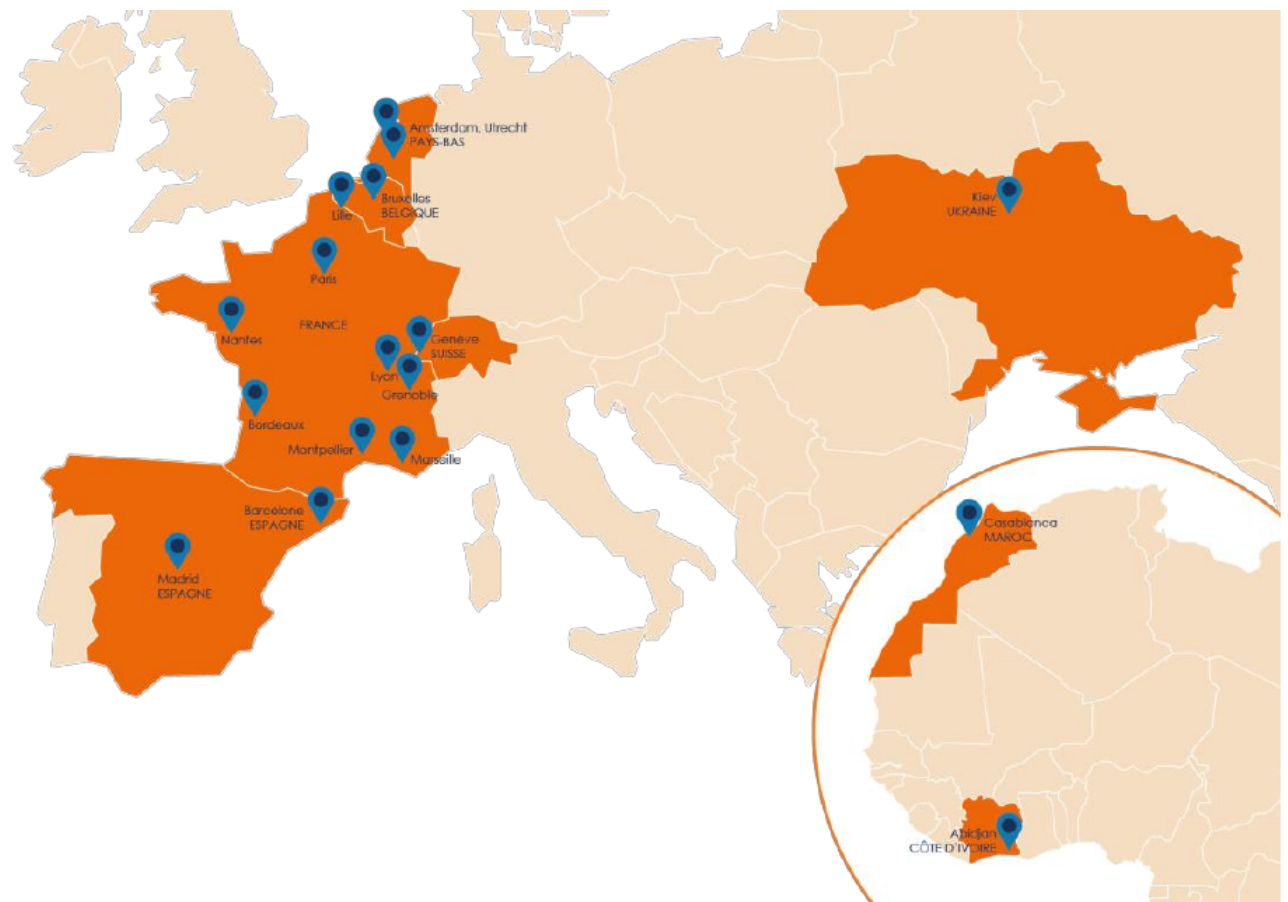 Amsterdam, Utrecht
PAYS-BAS
Bruxelles
BELGIQUE
Lille
Kiev
UKRAINE
Paris
FRANCE
Nantes
Genève
SUISSE
Lyon
Grenoble
Bordeaux
Montpellier
Marseille
Barcelone
ESPAGNE
Madrid
ESPAGNE
Casablanca
MAROC
Abidjan
CÔTE D'IVOIRE